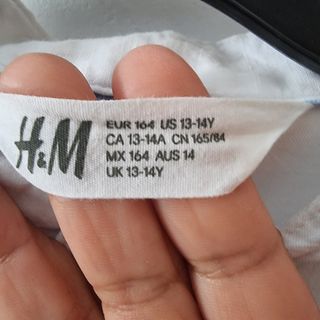 H&M
EUR 164 US 13-14Y
CA 13-14A CN 165/84
MX 164 AUS 14
UK 13-14Y